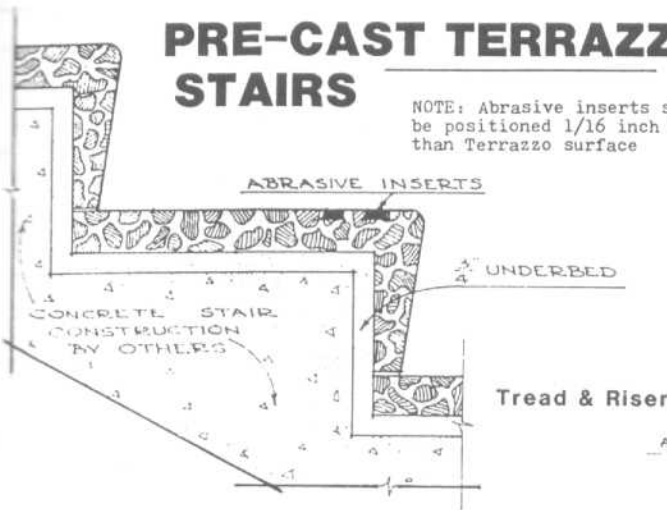 PRE-CAST TERRAZZ
STAIRS
NOTE: Abrasive inserts s
be positioned 1/16 inch
than Terrazzo surface
ABRASIVE INSERTS
3/4" UNDERBED
CONCRETE STAIR
CONSTRUCTION
BY OTHERS
Tread & Riser
A